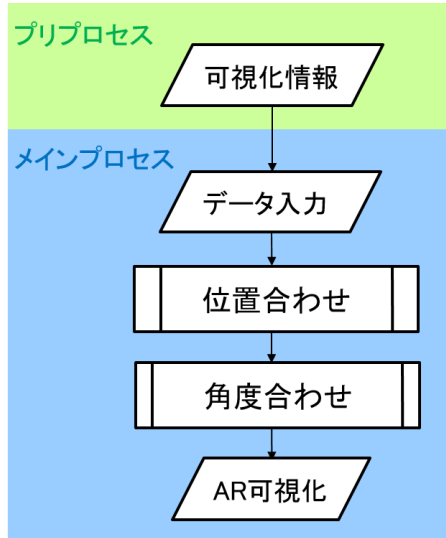 プリプロセス
可視化情報
メインプロセス
データ入力
位置合わせ
角度合わせ
AR可視化